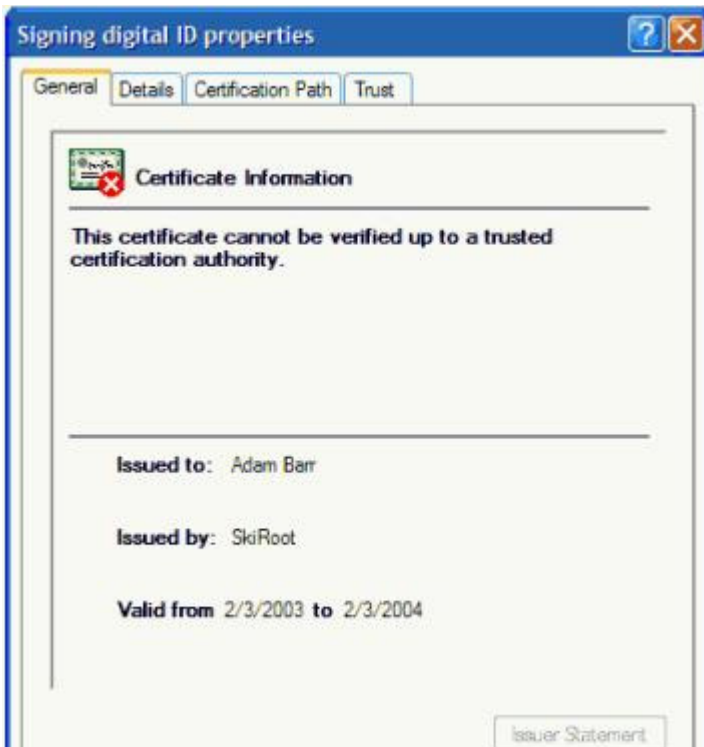 Signing digital ID properties
General Details Certification Path Trust
Certificate Information
This certificate cannot be verified up to a trusted
certification authority.
Issued to: Adam Barr
Issued by: SkiRoot
Valid from 2/3/2003 to 2/3/2004
Issuer Statement